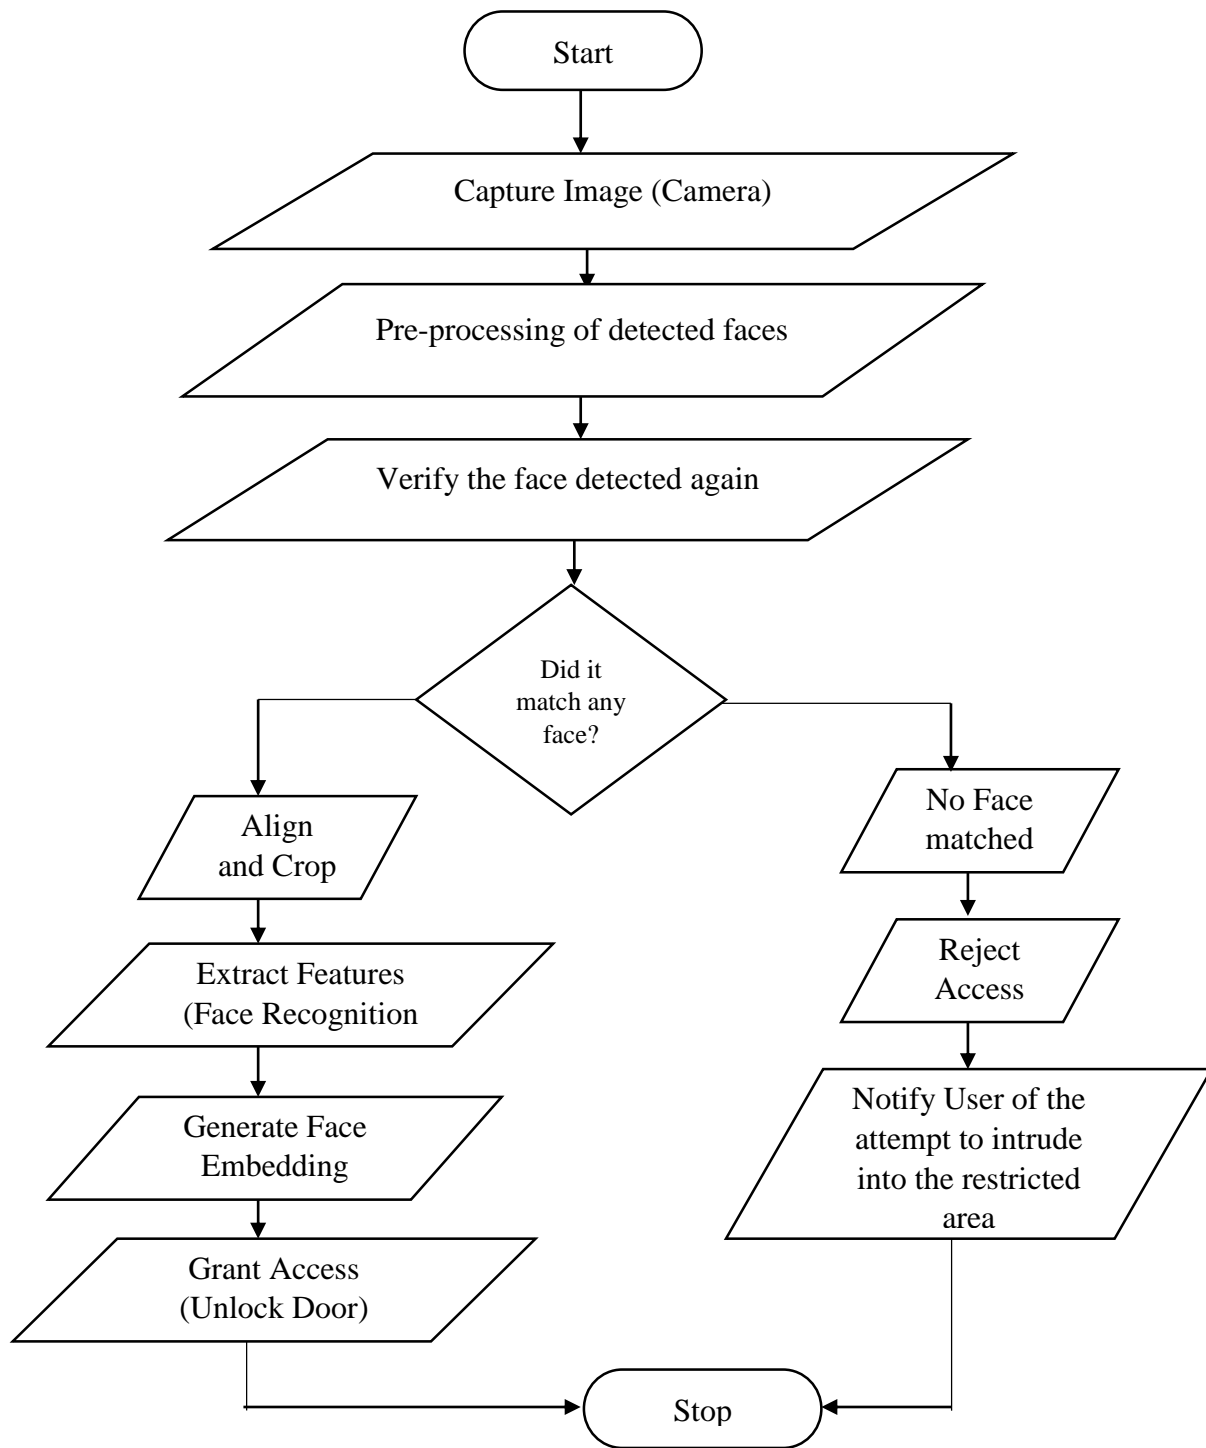 Start
Capture Image (Camera)
Pre-processing of detected faces
Verify the face detected again
Did it
match any
face?
Align
and Crop
Extract Features
(Face Recognition
Generate Face
Embedding
Grant Access
(Unlock Door)
No Face
matched
Reject
Access
Notify User of the
attempt to intrude
into the restricted
area
Stop